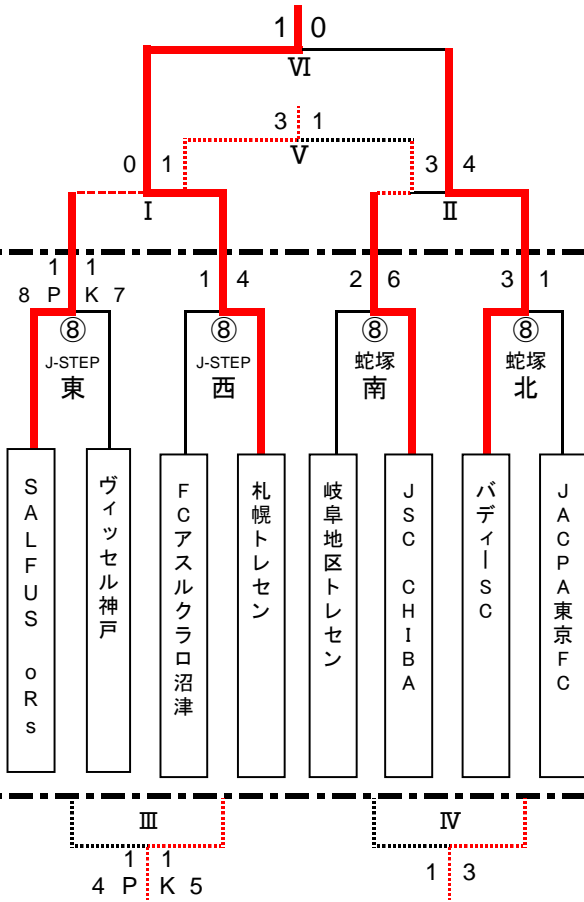 1 0
Ⅵ
3 1
Ⅴ
0 1
3 4
Ⅰ
Ⅱ
1 1
8 P K 7
1 4
2 6
3 1
⑧
⑧
⑧
⑧
J-STEP
J-STEP
蛇塚
蛇塚
東
西
南
北
SALFUS oRs
ヴィッセル神戸
FCアスルクラロ沼津
札幌トレセン
岐阜地区トレセン
JSC CHIBA
バディーSC
JACPA東京FC
Ⅲ
Ⅳ
1 1
4 P K 5
1 3